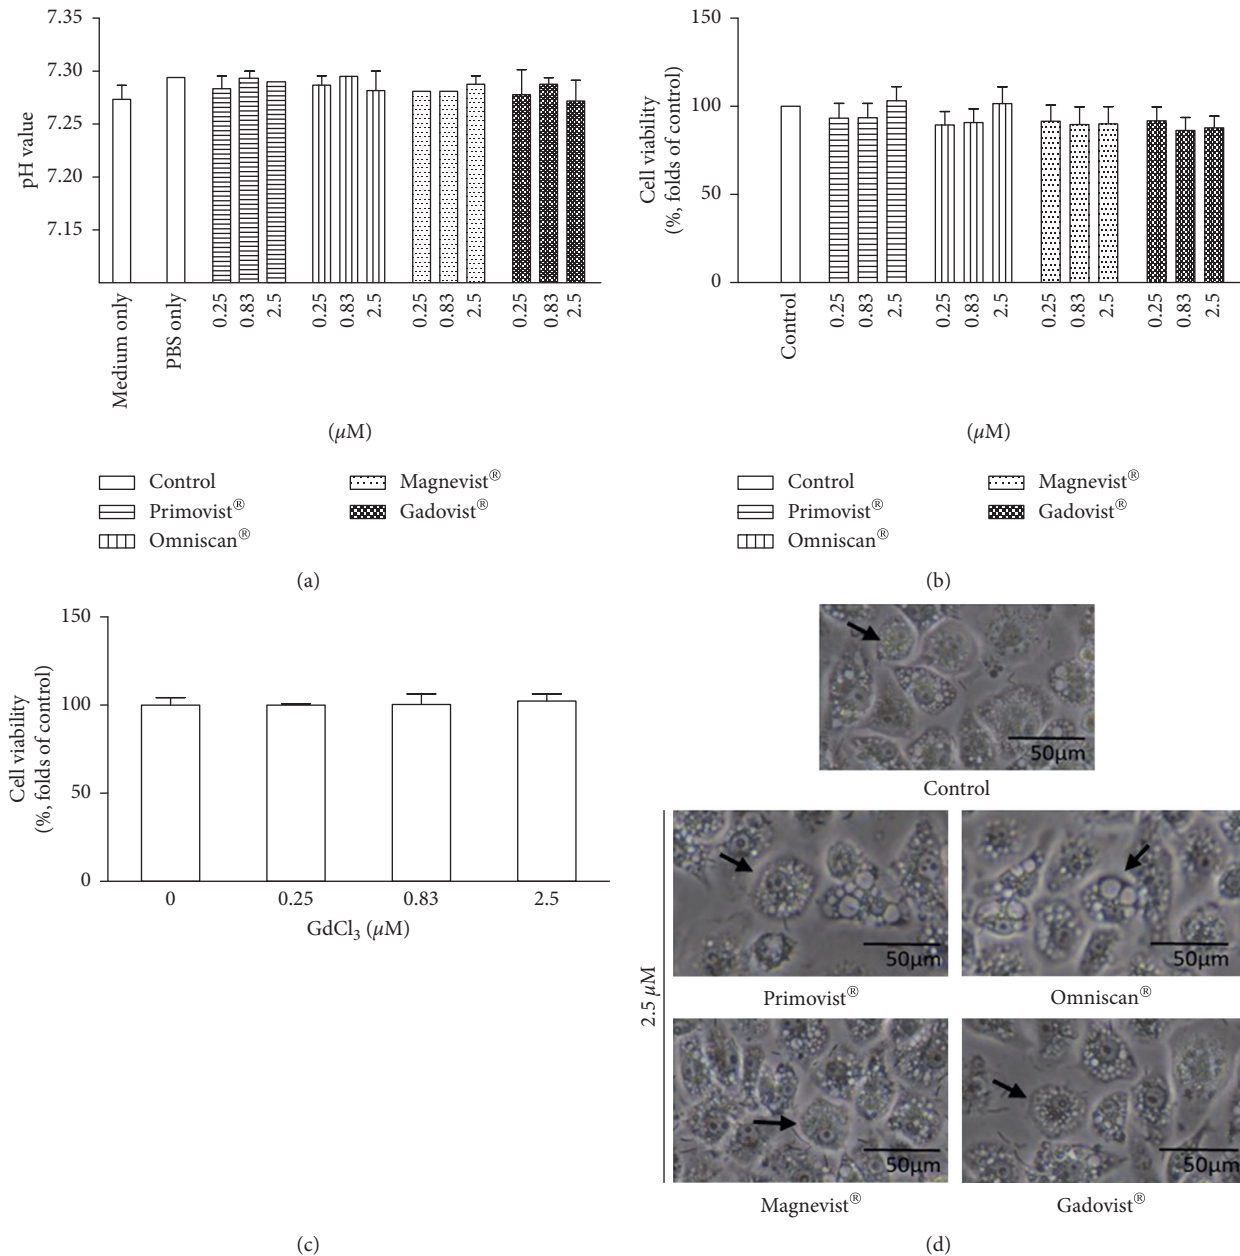 7.35
7.30
7.25
7.20
7.15
pH value
Medium only
PBS only
0.25
0.83
2.5
0.25
0.83
2.5
0.25
0.83
2.5
0.25
0.83
2.5
(μM)
Control
Primovist®
Omniscan®
Magnevist®
Gadovist®
(a)
150
100
50
0
Cell viability
(%, folds of control)
Control
0.25
0.83
2.5
0.25
0.83
2.5
0.25
0.83
2.5
0.25
0.83
2.5
(μM)
Control
Primovist®
Omniscan®
Magnevist®
Gadovist®
(b)
150
100
50
0
Cell viability
(%, folds of control)
0 0.25 0.83 2.5
GdCl₃ (μM)
(c)
50μm
Control
2.5 μM
50μm
Primovist®
50μm
Omniscan®
50μm
Magnevist®
50μm
Gadovist®
(d)